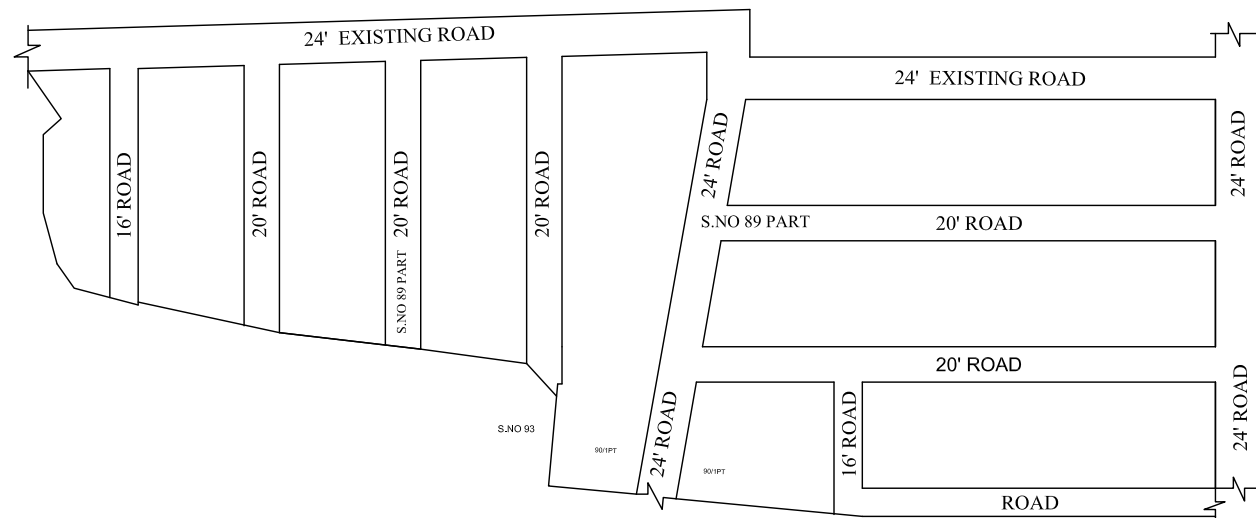 24' EXISTING ROAD
24' EXISTING ROAD
16' ROAD
20' ROAD
20' ROAD
20' ROAD
24' ROAD
24' ROAD
S.NO 89 PART
20' ROAD
S.NO 89 PART
20' ROAD
24' ROAD
16' ROAD
24' ROAD
S.NO 93
90/1PT
90/1PT
ROAD